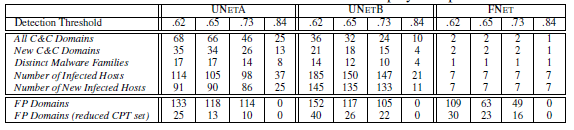 UNETA UNETB FNET
Detection Threshold .62 .65 .73 .84 .62 .65 .73 .84 .62 .65 .73 .84
All C&C Domains 68 66 46 25 36 32 24 10 2 2 2 1
New C&C Domains 35 34 26 13 21 18 15 4 2 2 2 1
Distinct Malware Families 17 17 14 8 14 12 10 4 1 1 1 1
Number of Infected Hosts 114 105 98 37 185 150 147 21 7 7 7 7
Number of New Infected Hosts 91 90 86 25 145 135 133 11 7 7 7 7
FP Domains 133 118 114 0 152 117 105 0 109 63 49 0
FP Domains (reduced CPT set) 25 13 10 0 40 26 22 0 30 23 16 0